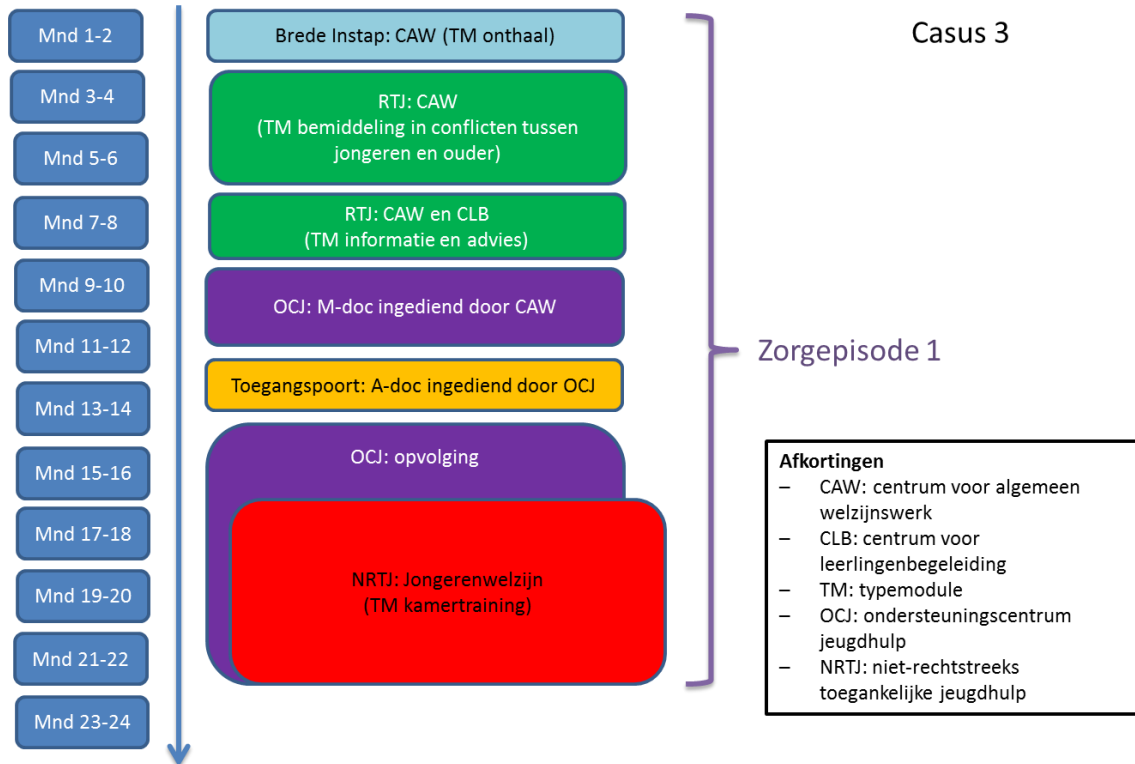 Casus 3
Mnd 1-2
Mnd 3-4
Mnd 5-6
Mnd 7-8
Mnd 9-10
Mnd 11-12
Mnd 13-14
Mnd 15-16
Mnd 17-18
Mnd 19-20
Mnd 21-22
Mnd 23-24
Brede Instap: CAW (TM onthaal)
RTJ: CAW
(TM bemiddeling in conflicten tussen
jongeren en ouder)
RTJ: CAW en CLB
(TM informatie en advies)
OCJ: M-doc ingediend door CAW
Toegangspoort: A-doc ingediend door OCJ
OCJ: opvolging
NRTJ: Jongerenwelzijn
(TM kamertraining)
Zorgepisode 1
Afkortingen
– CAW: centrum voor algemeen
welzijnswerk
– CLB: centrum voor
leerlingenbegeleiding
– TM: typemodule
– OCJ: ondersteuningscentrum
jeugdhulp
– NRTJ: niet-rechtstreeks
toegankelijke jeugdhulp